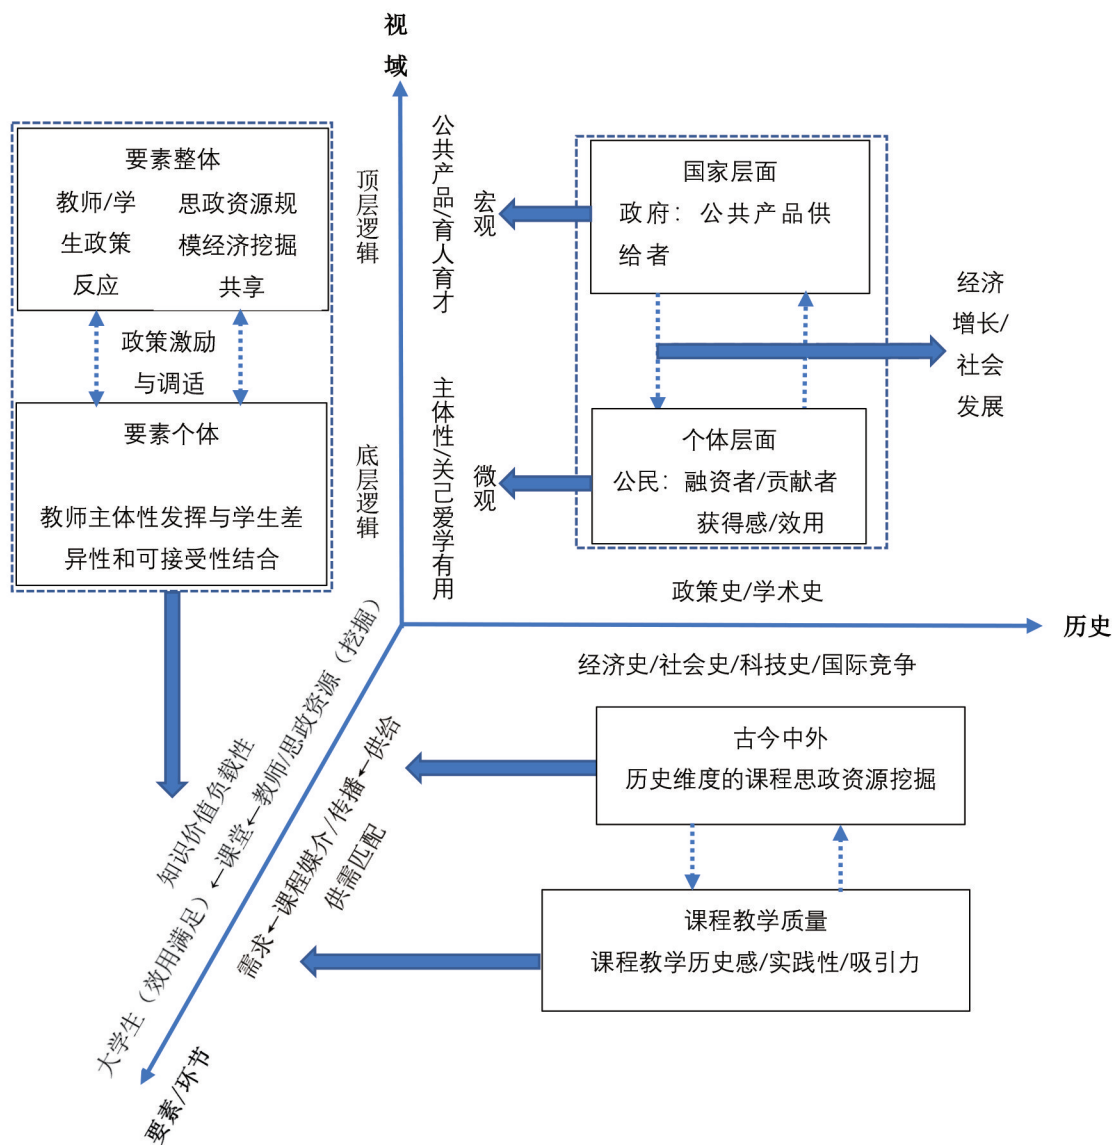 视
域
要素整体
教师/学
生政策
反应
思政资源规
模经济挖掘
共享
政策激励
与调适
要素个体
教师主体性发挥与学生差
异性和可接受性结合
顶层逻辑
底层逻辑
公共产品/育人育才
主体性/关己爱学有用
宏观
微观
国家层面
政府：公共产品供
给者
个体层面
公民：融资者/贡献者
获得感/效用
经济
增长/
社会
发展
政策史/学术史
历史
经济史/社会史/科技史/国际竞争
古今中外
历史维度的课程思政资源挖掘
课程教学质量
课程教学历史感/实践性/吸引力
知识价值负载性
大学生（效用满足）←课堂←教师/思政资源（挖掘）
需求←课程媒介/传播←供给
供需匹配
要素/环节